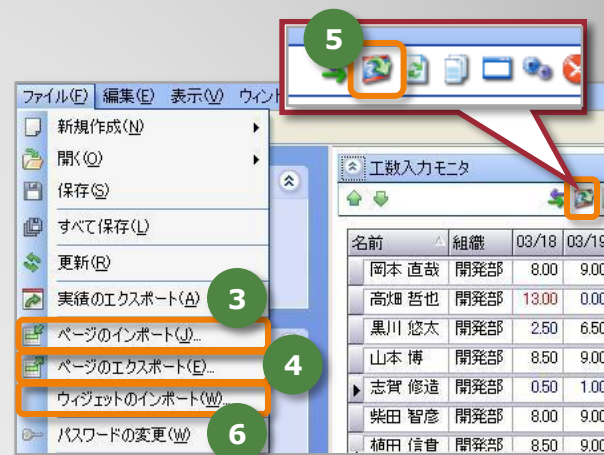 5
ファイル(F) 編集(E) 表示(V) ウィン
新規作成(N)
開く(O)
保存(S)
すべて保存(L)
更新(R)
実績のエクスポート(A)
3
ページのインポート(J)...
ページのエクスポート(E)...
4
ウィジェットのインポート(W)...
パスワードの変更(W)
6
工数入力モニタ
名前 組織 03/18 03/19
岡本 直哉 開発部 8.00 9.00
高畑 哲也 開発部 13.00 0.00
黒川 悠太 開発部 2.50 6.50
山本 博 開発部 8.50 9.00
志賀 修造 開発部 0.50 1.00
柴田 智彦 開発部 8.00 9.00
植田 信貴 開発部 8.50 9.00